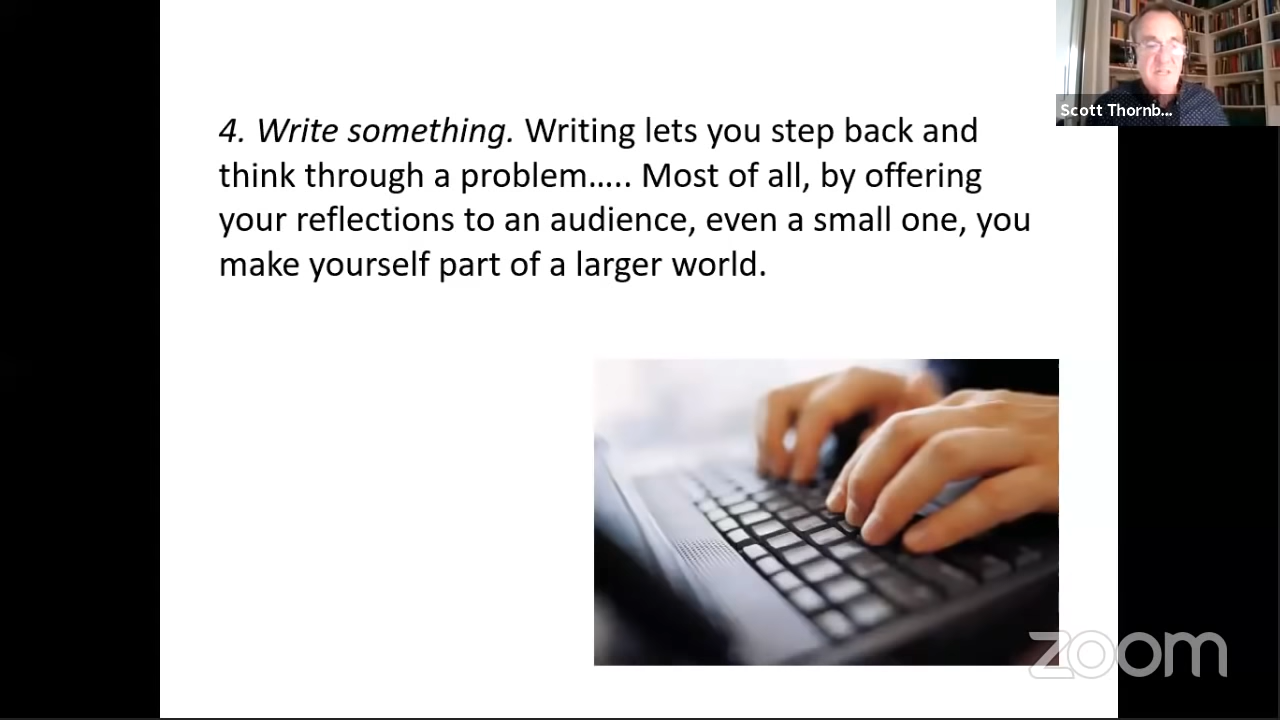 Scott Thornb...
4. Write something. Writing lets you step back and
think through a problem….. Most of all, by offering
your reflections to an audience, even a small one, you
make yourself part of a larger world.
zoom